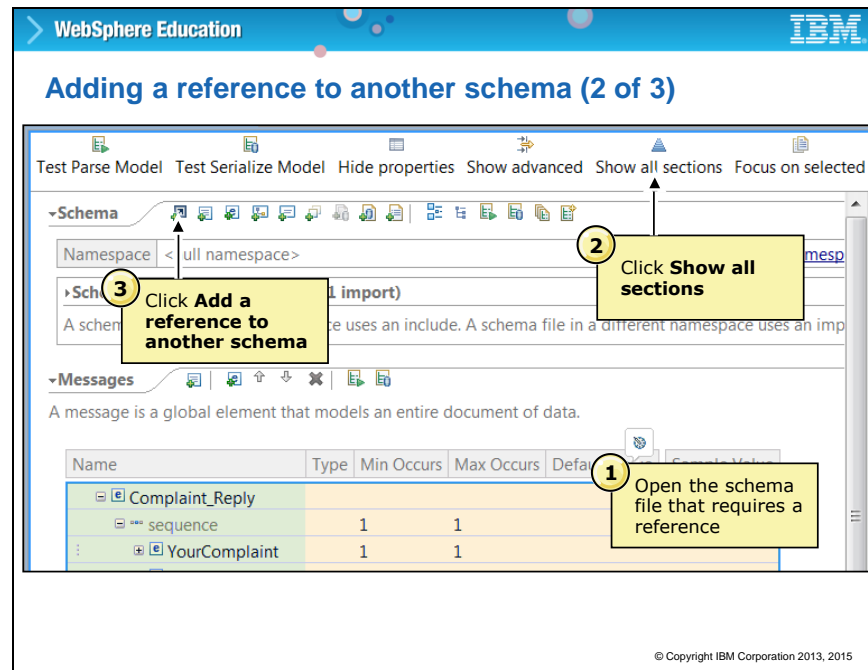 WebSphere Education
IBM
Adding a reference to another schema (2 of 3)
Test Parse Model Test Serialize Model Hide properties Show advanced Show all sections Focus on selected
Schema
Namespace < ull namespace>
mesp
2
Click Show all
sections
3
Click Add a
reference to
another schema
Sch 1 import)
A schem ce uses an include. A schema file in a different namespace uses an imp
Messages
A message is a global element that models an entire document of data.
Name Type Min Occurs Max Occurs Defau
1
Open the schema
file that requires a
reference
e Complaint_Reply
sequence 1 1
e YourComplaint 1 1
© Copyright IBM Corporation 2013, 2015